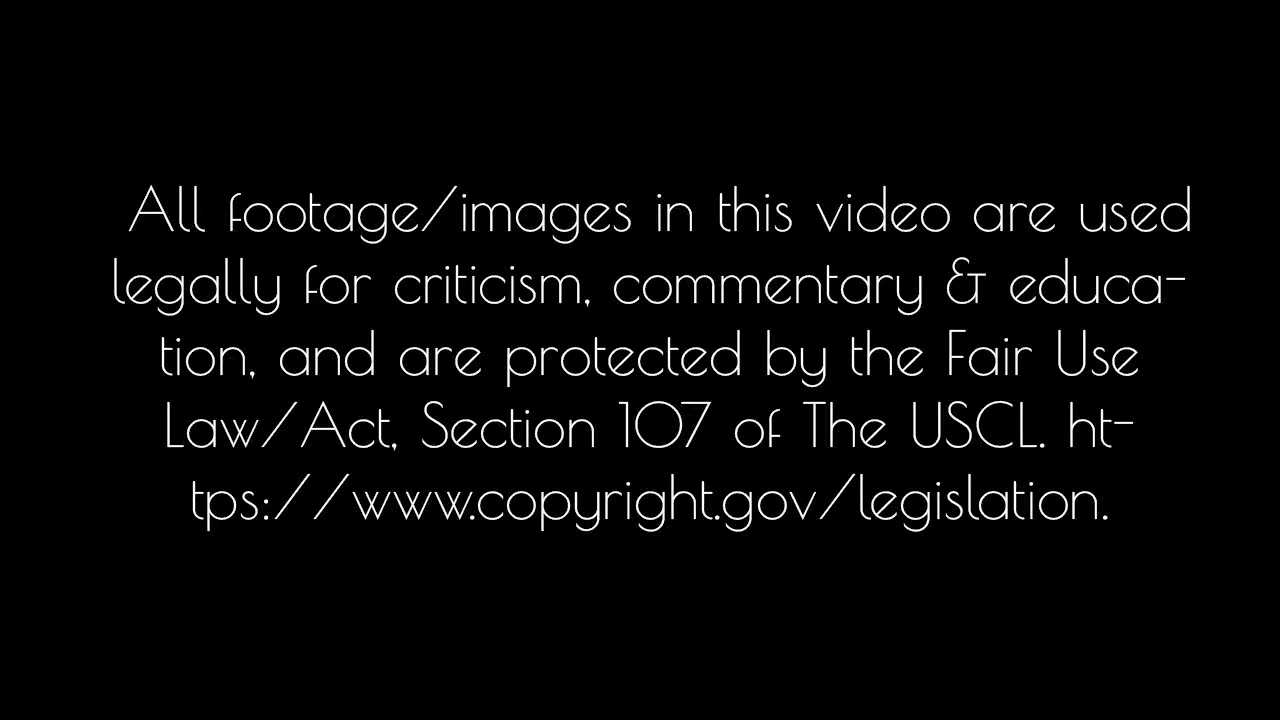 All footage/images in this video are used
legally for criticism, commentary & educa-
tion, and are protected by the Fair Use
Law/Act, Section 107 of The USCL. ht-
tps://www.copyright.gov/legislation.